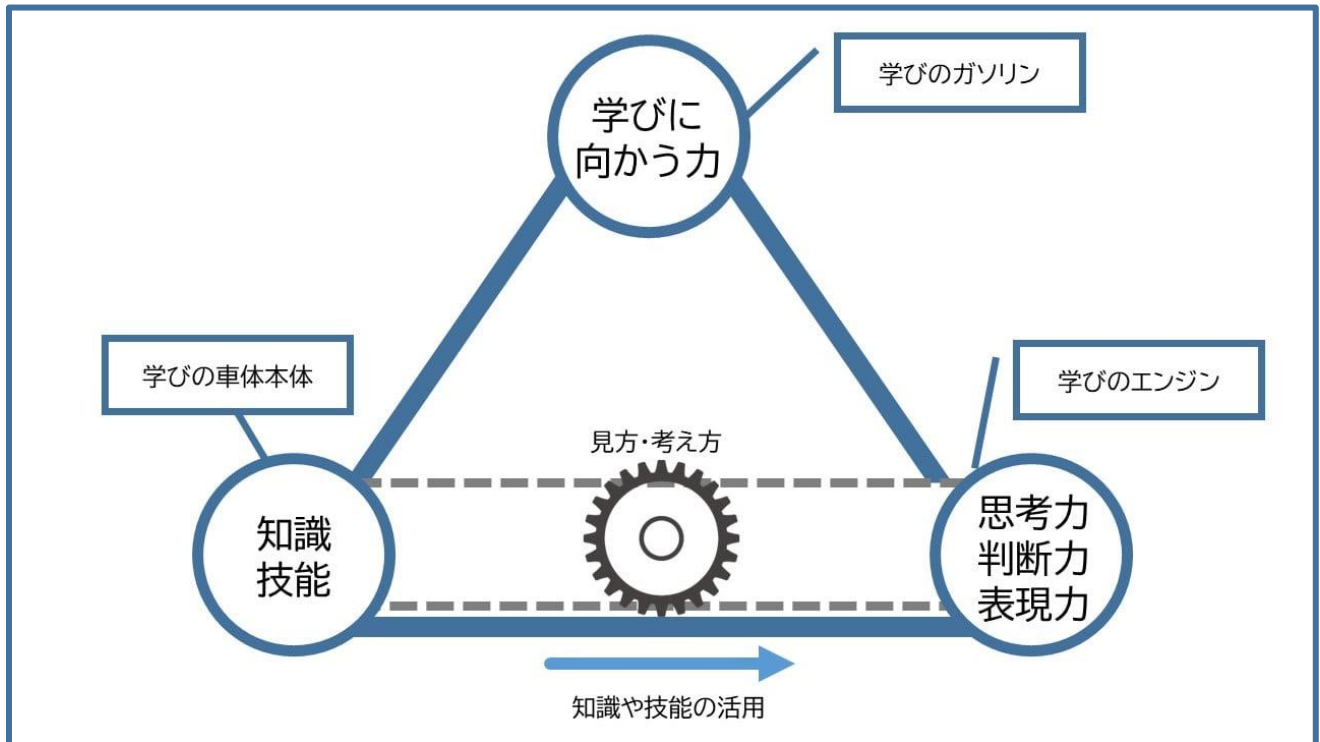 学びのガソリン
学びに
向かう力
学びの車体本体
学びのエンジン
見方・考え方
知識
技能
思考力
判断力
表現力
知識や技能の活用